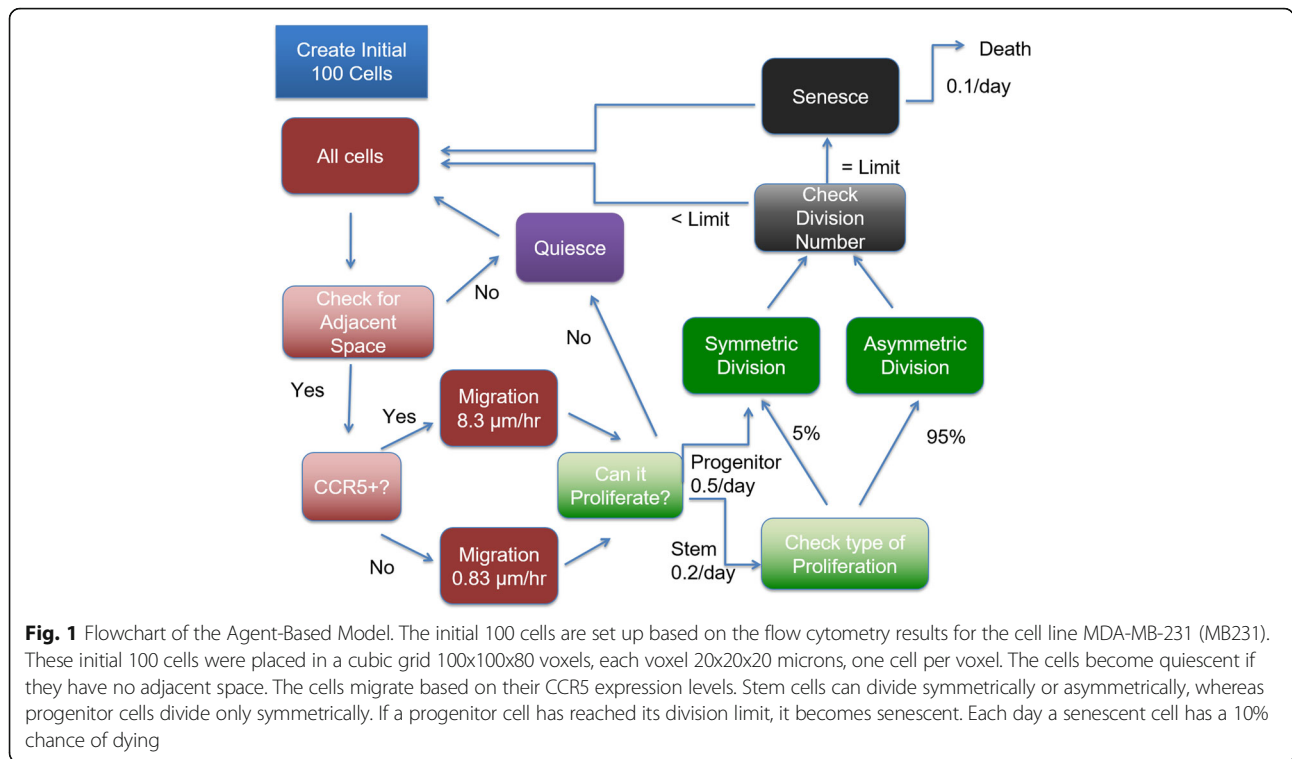 Create Initial
100 Cells
All cells
Check for
Adjacent
Space
No
Yes
CCR5+?
Yes
Migration
8.3 µm/hr
No
Migration
0.83 µm/hr
Quiesce
No
Can it
Proliferate?
Progenitor
0.5/day
Stem
0.2/day
Check type of
Proliferation
5%
95%
Symmetric
Division
Asymmetric
Division
Check
Division
Number
< Limit
= Limit
Senesce
Death
0.1/day
Fig. 1 Flowchart of the Agent-Based Model. The initial 100 cells are set up based on the flow cytometry results for the cell line MDA-MB-231 (MB231).
These initial 100 cells were placed in a cubic grid 100x100x80 voxels, each voxel 20x20x20 microns, one cell per voxel. The cells become quiescent if
they have no adjacent space. The cells migrate based on their CCR5 expression levels. Stem cells can divide symmetrically or asymmetrically, whereas
progenitor cells divide only symmetrically. If a progenitor cell has reached its division limit, it becomes senescent. Each day a senescent cell has a 10%
chance of dying